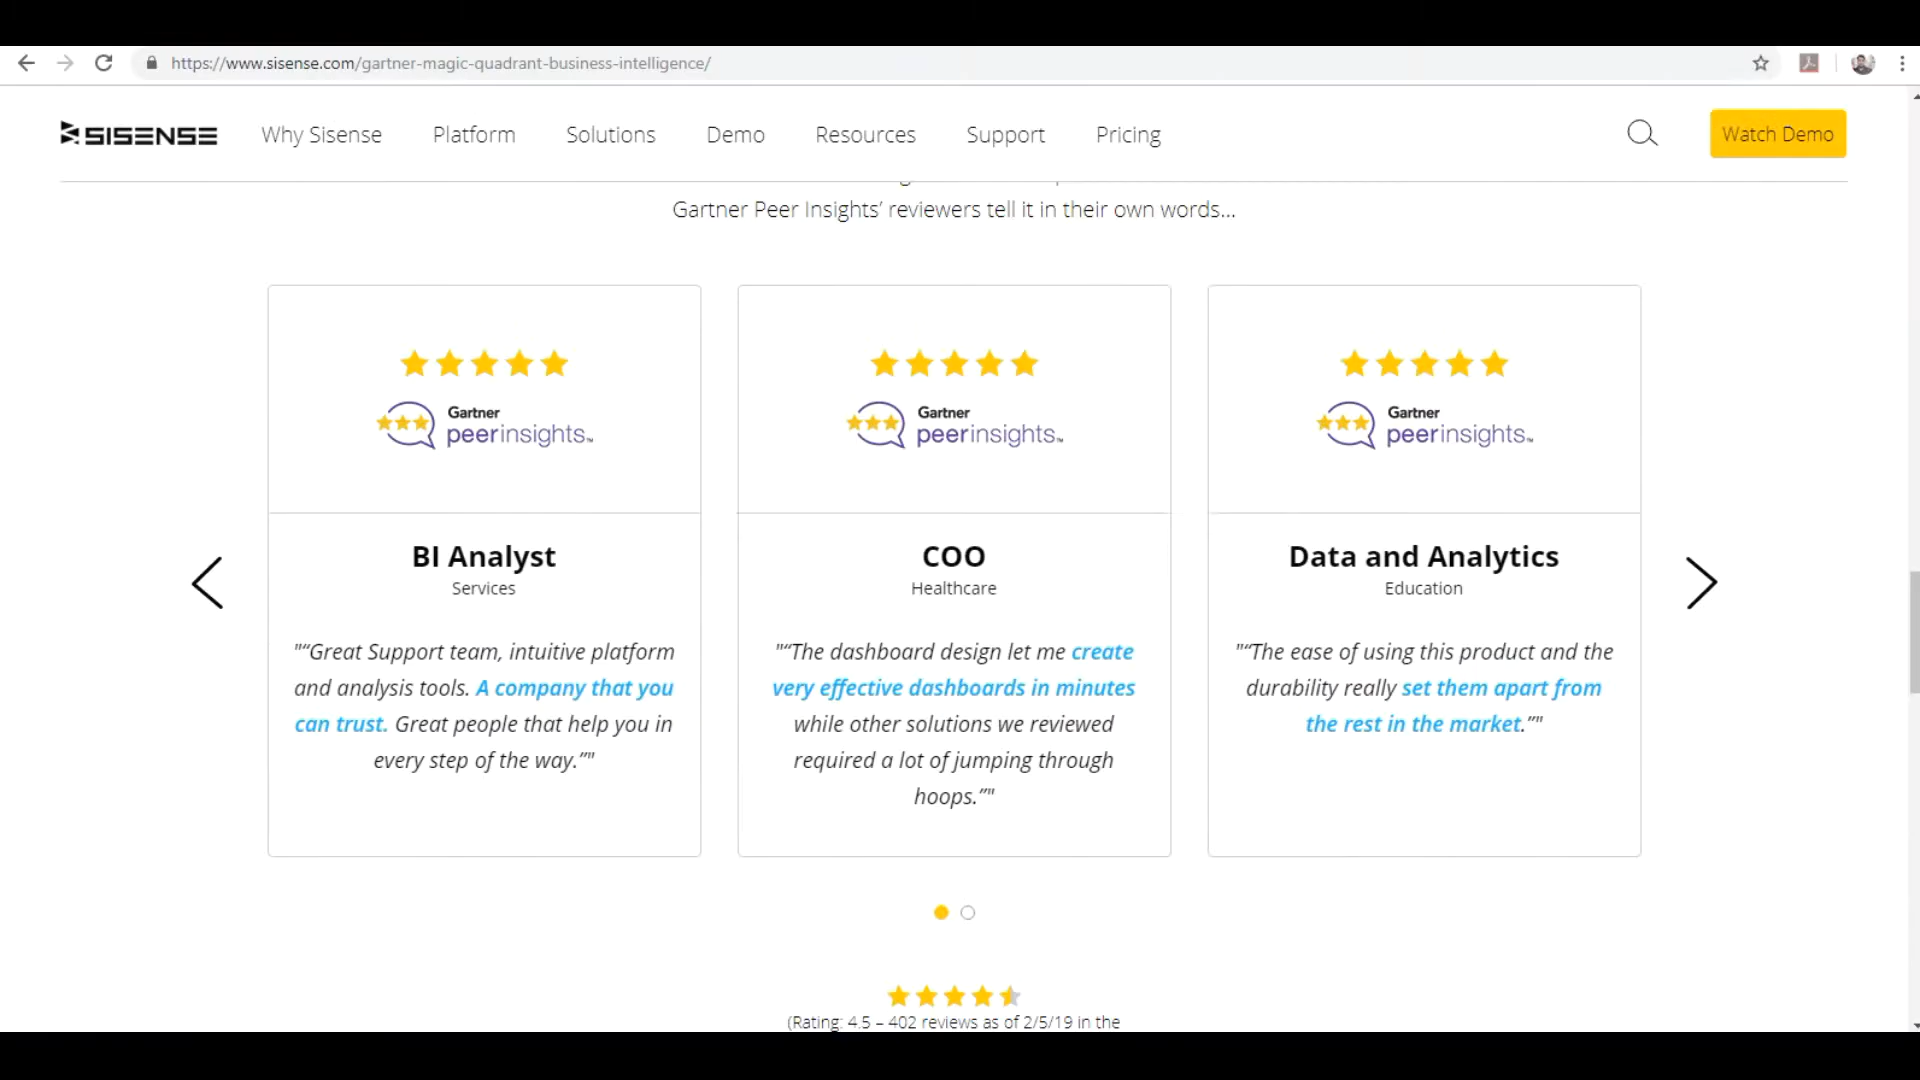 https://www.sisense.com/gartner-magic-quadrant-business-intelligence/
SISENSE Why Sisense Platform Solutions Demo Resources Support Pricing Watch Demo
Gartner Peer Insights’ reviewers tell it in their own words...
Gartner
peerinsights™
BI Analyst
Services
"“Great Support team, intuitive platform
and analysis tools. A company that you
can trust. Great people that help you in
every step of the way.”"
Gartner
peerinsights™
COO
Healthcare
"“The dashboard design let me create
very effective dashboards in minutes
while other solutions we reviewed
required a lot of jumping through
hoops.”"
Gartner
peerinsights™
Data and Analytics
Education
"“The ease of using this product and the
durability really set them apart from
the rest in the market.”"
(Rating: 4.5 – 402 reviews as of 2/5/19 in the